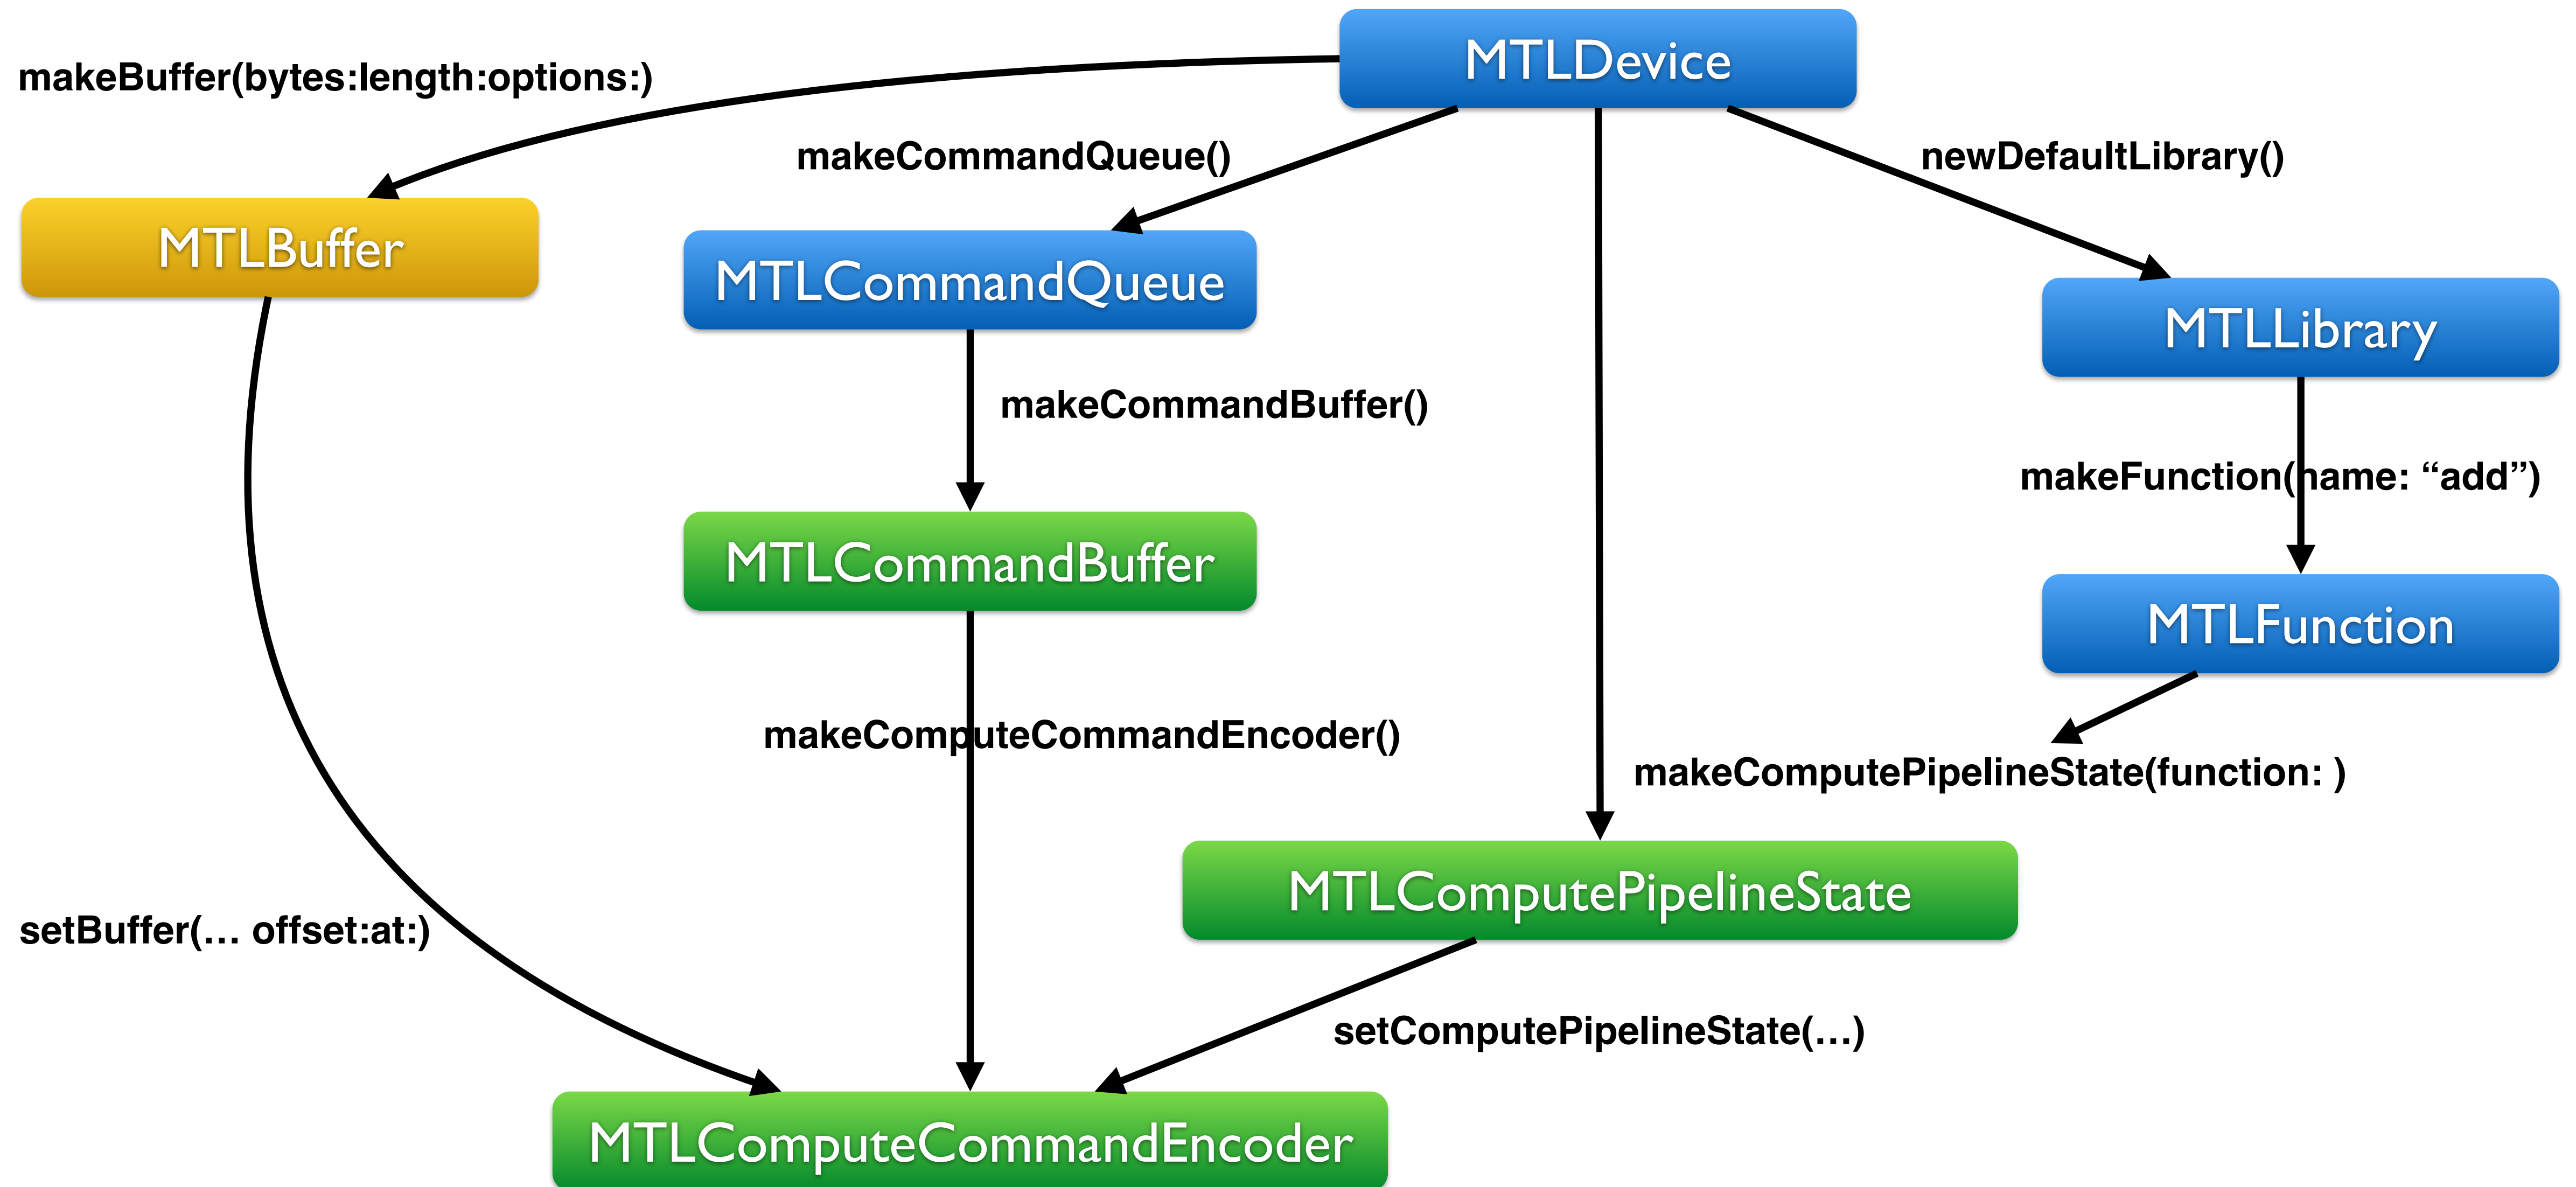 MTLDevice
makeBuffer(bytes:length:options:)
makeCommandQueue()
newDefaultLibrary()
MTLBuffer
MTLCommandQueue
MTLLibrary
makeCommandBuffer()
makeFunction(name: “add”)
MTLCommandBuffer
MTLFunction
makeComputeCommandEncoder()
makeComputePipelineState(function: )
MTLComputePipelineState
setBuffer(… offset:at:)
setComputePipelineState(…)
MTLComputeCommandEncoder